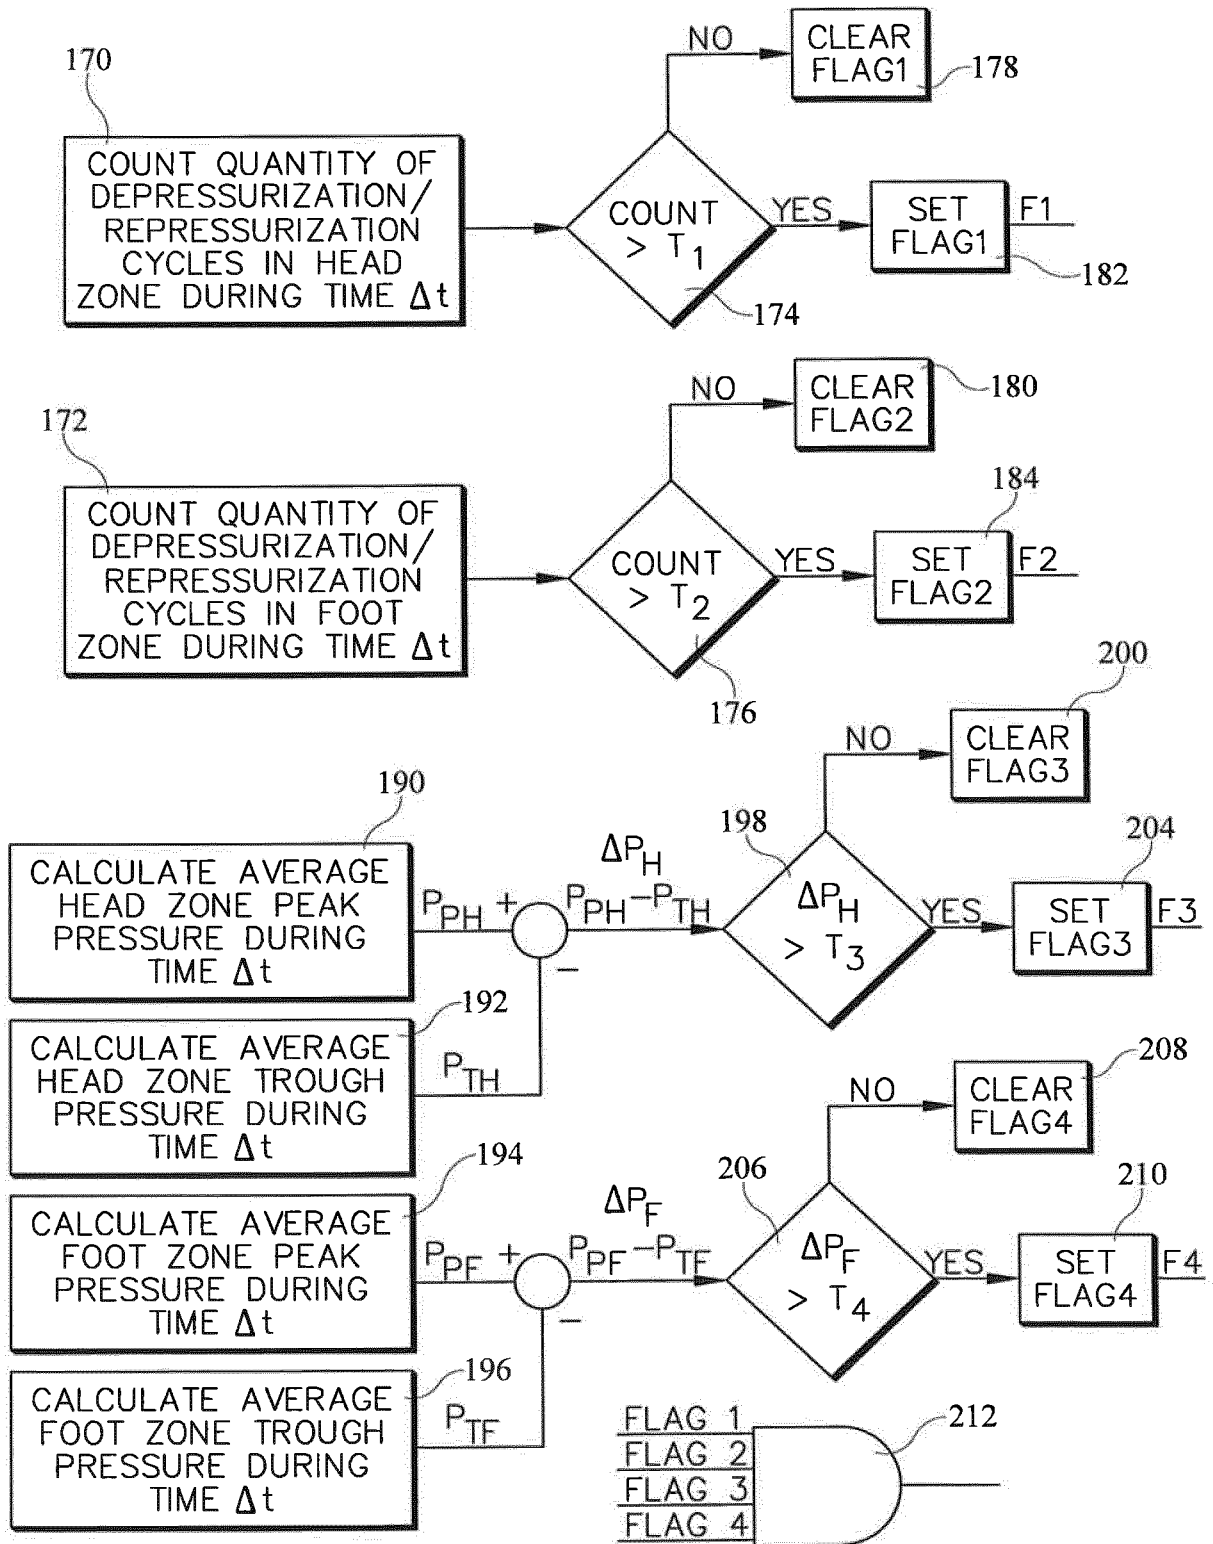 170
COUNT QUANTITY OF
DEPRESSURIZATION/
REPRESSURIZATION
CYCLES IN HEAD
ZONE DURING TIME Δt
NO
CLEAR
FLAG1
178
COUNT
> T1
174
YES
SET
FLAG1
F1
182
172
COUNT QUANTITY OF
DEPRESSURIZATION/
REPRESSURIZATION
CYCLES IN FOOT
ZONE DURING TIME Δt
NO
CLEAR
FLAG2
180
COUNT
> T2
176
YES
SET
FLAG2
184
F2
190
CALCULATE AVERAGE
HEAD ZONE PEAK
PRESSURE DURING
TIME Δt
PPH +
−
ΔPH
PPH−PTH
198
ΔPH
> T3
NO
CLEAR
FLAG3
200
YES
SET
FLAG3
204
F3
192
CALCULATE AVERAGE
HEAD ZONE TROUGH
PRESSURE DURING
TIME Δt
PTH
194
CALCULATE AVERAGE
FOOT ZONE PEAK
PRESSURE DURING
TIME Δt
PPF +
−
ΔPF
PPF−PTF
206
ΔPF
> T4
NO
CLEAR
FLAG4
208
YES
SET
FLAG4
210
F4
196
CALCULATE AVERAGE
FOOT ZONE TROUGH
PRESSURE DURING
TIME Δt
PTF
FLAG 1
FLAG 2
FLAG 3
FLAG 4
212